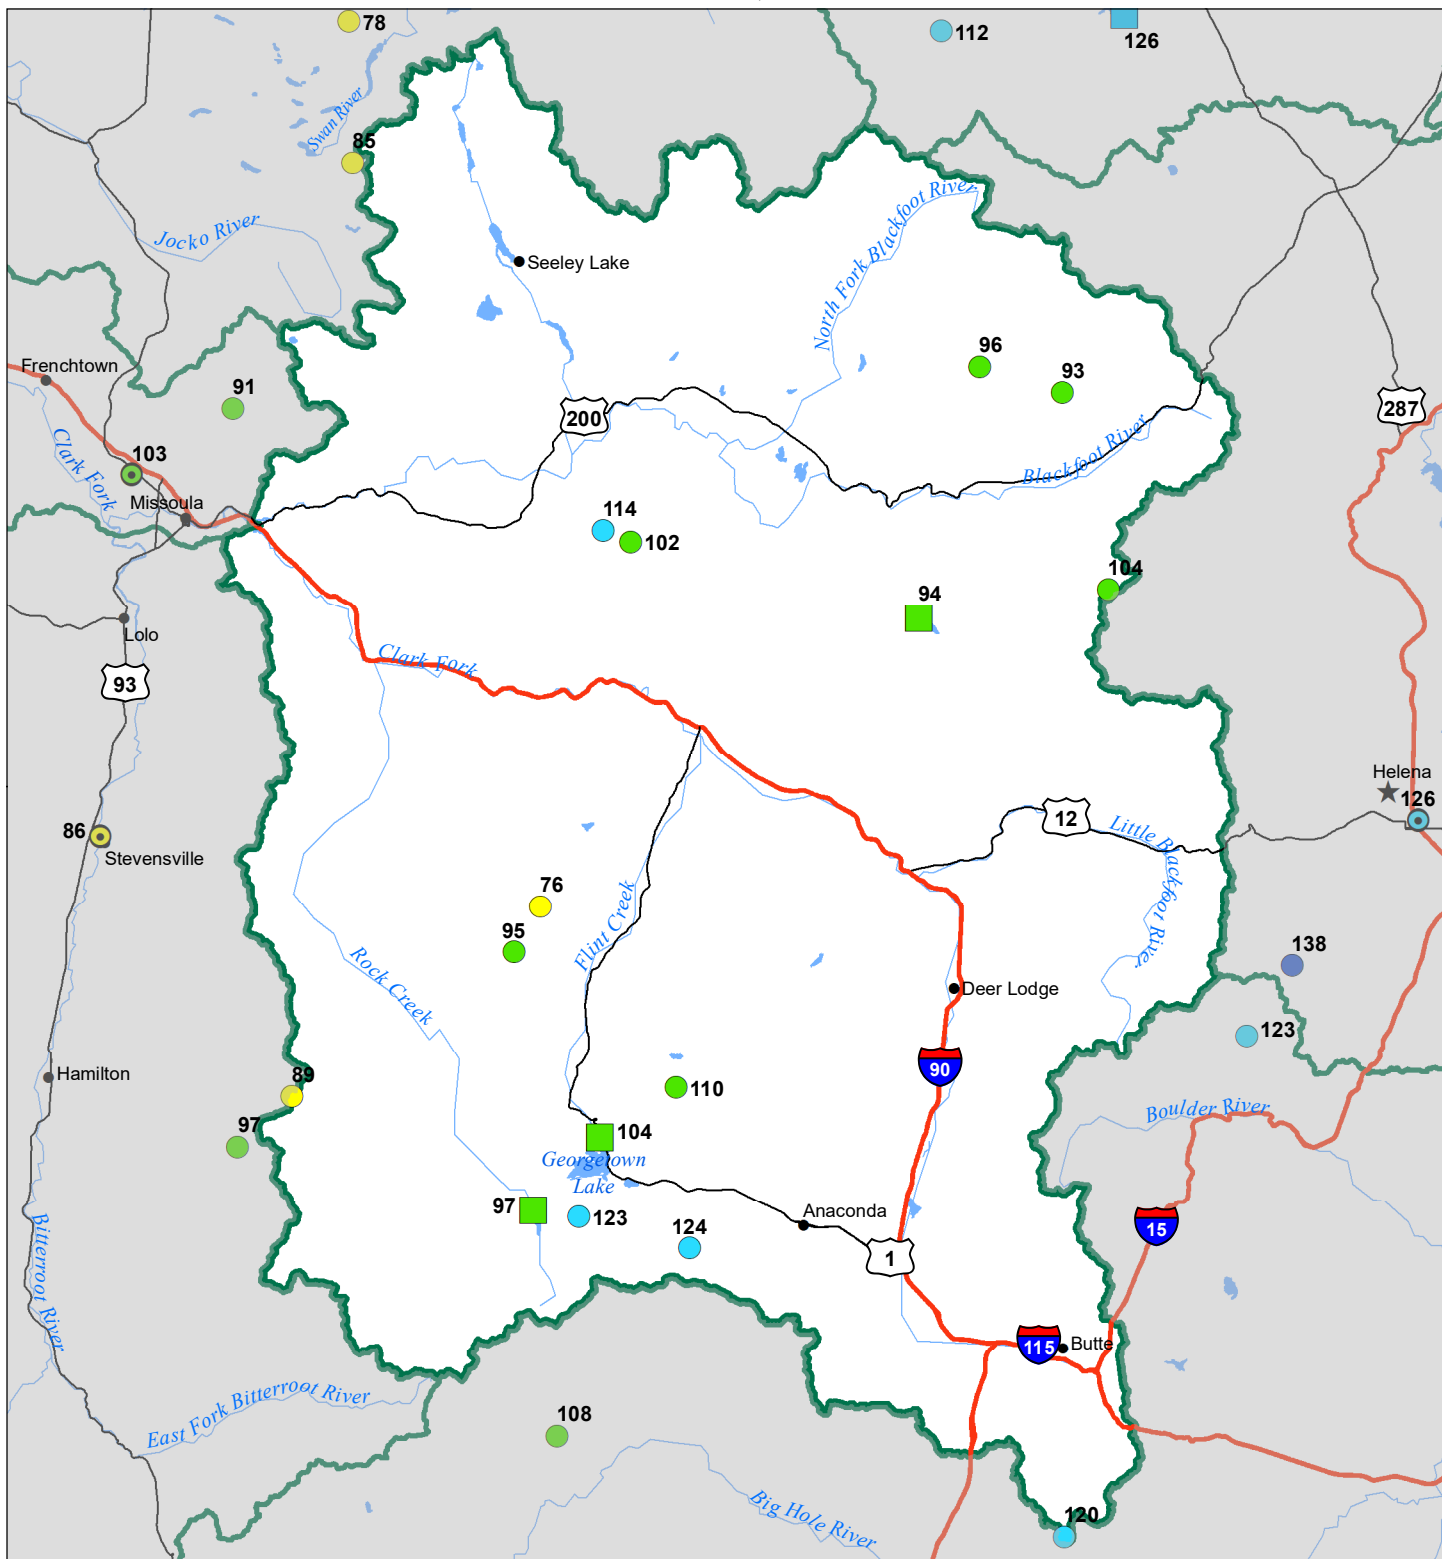 78
112
126
Swan River
85
Jocko River
North Fork Blackfoot River
Seeley Lake
96
93
Frenchtown
91
200
287
Clark Fork
103
Missoula
Blackfoot River
114
102
104
94
Lolo
93
Clark Fork
Helena
126
12
Little Blackfoot River
86
Stevensville
76
95
Flint Creek
Rock Creek
138
Deer Lodge
123
Hamilton
89
90
110
97
104
Boulder River
Georgetown
Lake
97
123
124
Anaconda
15
1
Bitterroot River
115
Butte
East Fork Bitterroot River
108
Big Hole River
120